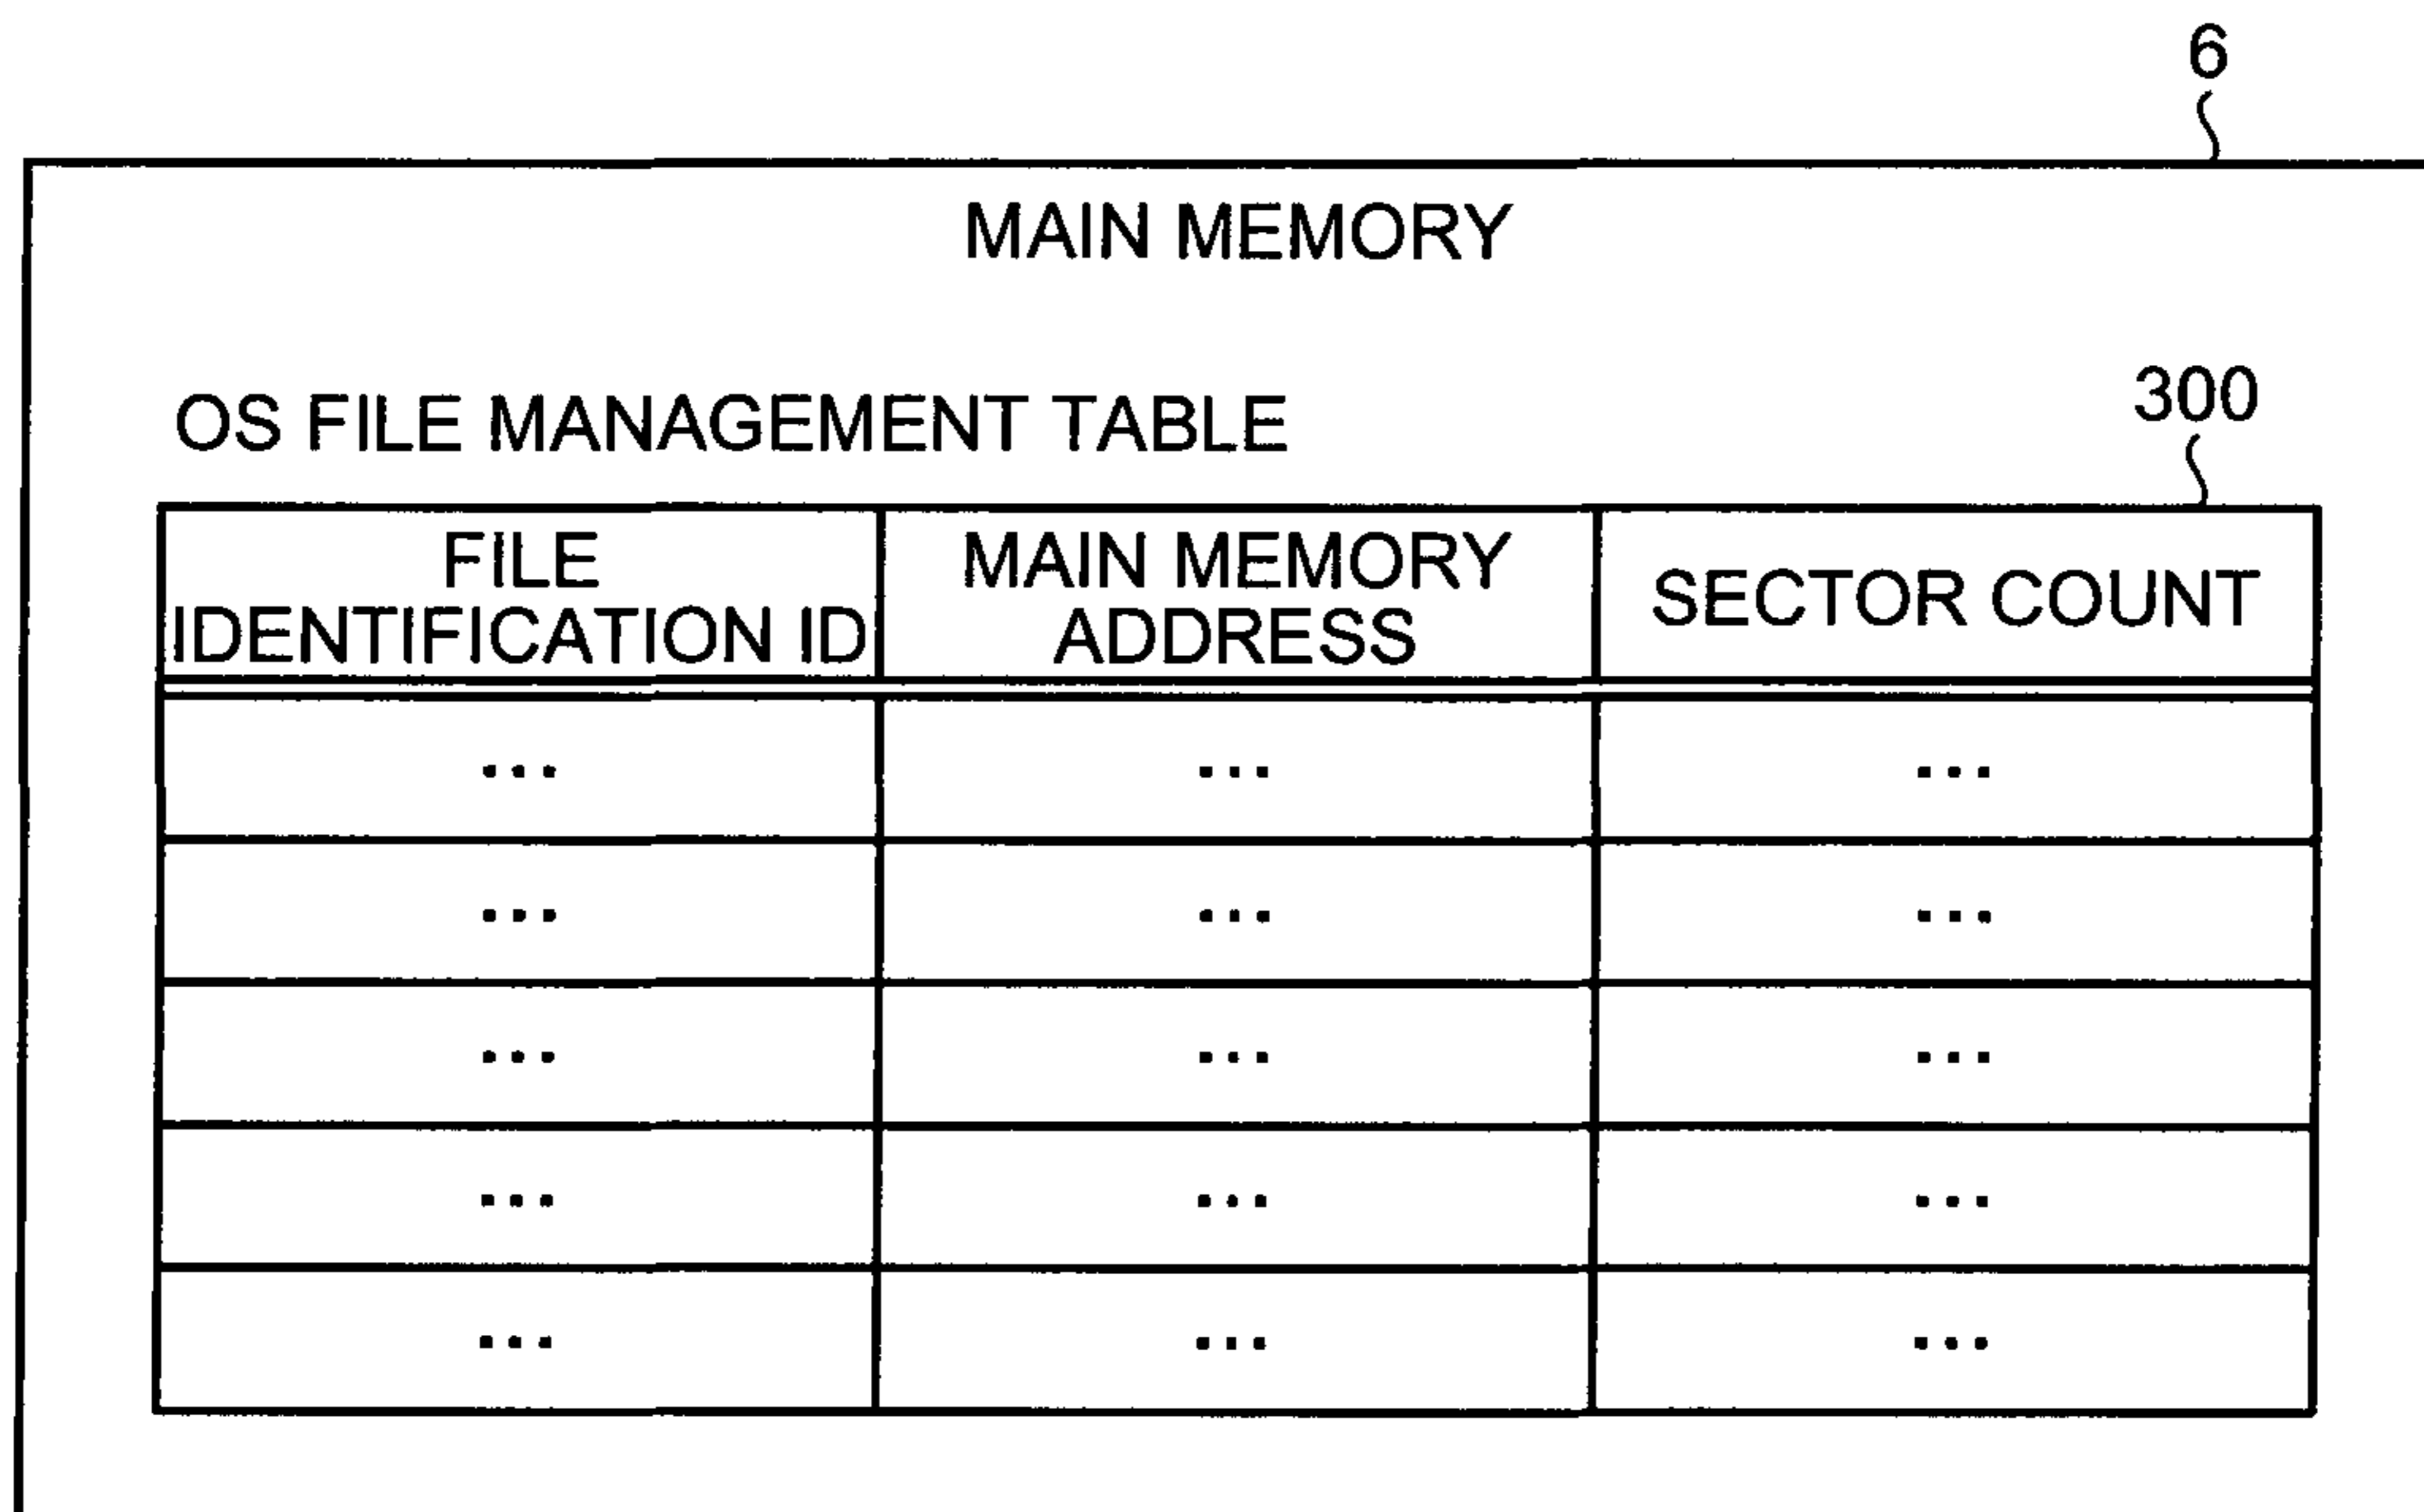 6
MAIN MEMORY
300
OS FILE MANAGEMENT TABLE
FILE IDENTIFICATION ID
MAIN MEMORY ADDRESS
SECTOR COUNT
... ... ...
... ... ...
... ... ...
... ... ...
... ... ...